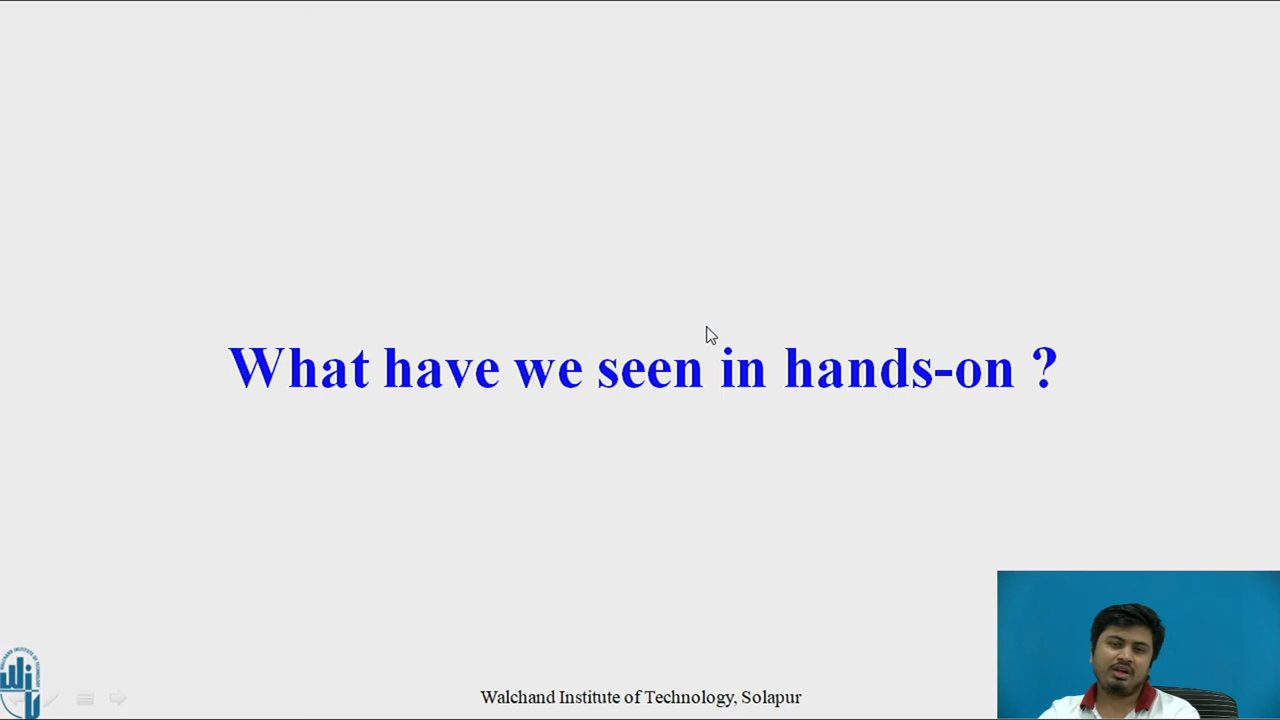 What have we seen in hands-on ?
Walchand Institute of Technology, Solapur